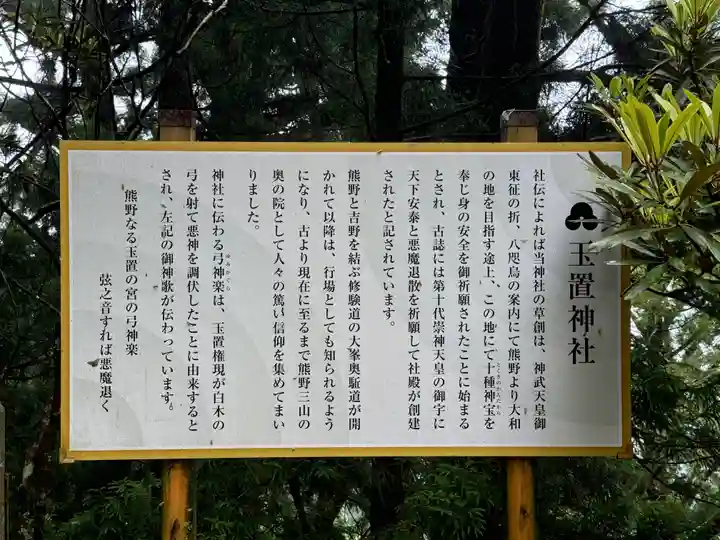 玉置神社
社伝によれば当神社の草創は、神武天皇御
東征の折、八咫烏の案内にて熊野より大和
の地を目指す途上、この地にて十種神宝を
とくさのかんだから
奉じ身の安全を御祈願されたことに始まる
とされ、古誌には第十代崇神天皇の御宇に
天下安泰と悪魔退散を祈願して社殿が創建
されたと記されています。
熊野と吉野を結ぶ修験道の大峯奥駈道が開
かれて以降は、行場としても知られるよう
になり、古より現在に至るまで熊野三山の
奥の院として人々の篤い信仰を集めてまい
りました。
神社に伝わる弓神楽は、玉置権現が白木の
ゆみかぐら
弓を射て悪神を調伏したことに由来すると
され、左記の御神歌が伝わっています。
熊野なる玉置の宮の弓神楽
弦之音すれば悪魔退く